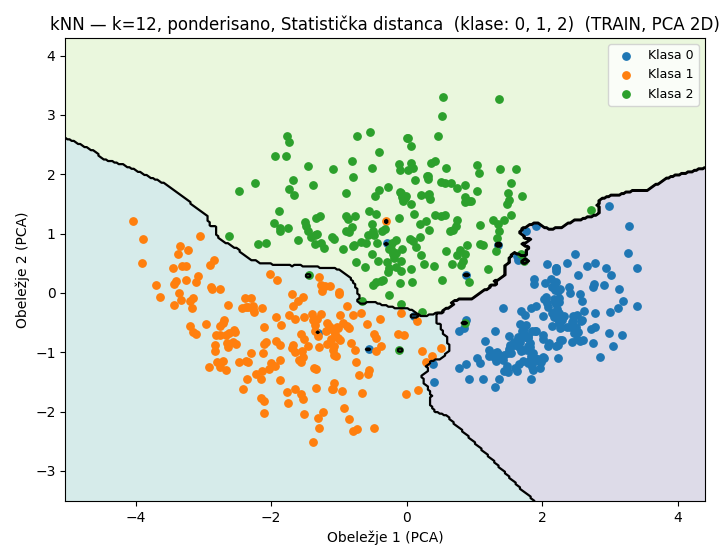 kNN — k=12, ponderisano, Statistička distanca  (klase: 0, 1, 2)  (TRAIN, PCA 2D)
Klasa 0
Klasa 1
Klasa 2
4
3
2
1
0
−1
−2
−3
Obeležje 2 (PCA)
−4
−2
0
2
4
Obeležje 1 (PCA)